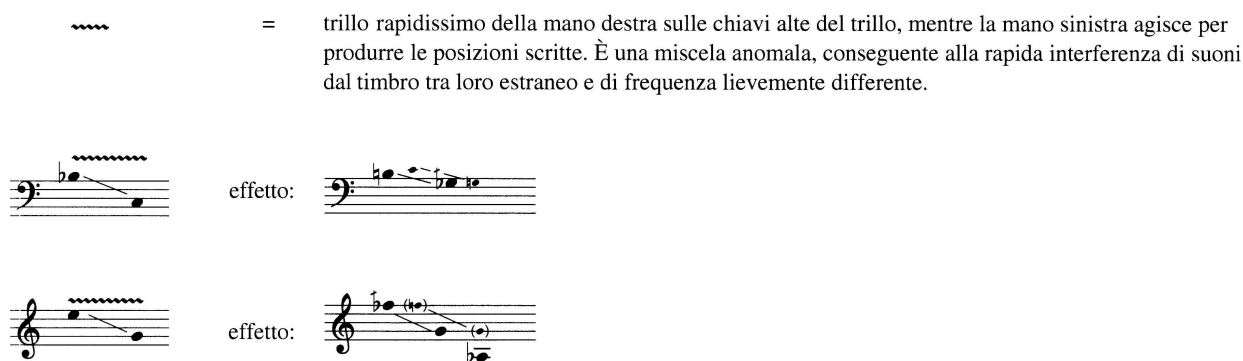 = trillo rapidissimo della mano destra sulle chiavi alte del trillo, mentre la mano sinistra agisce per
produrre le posizioni scritte. È una miscela anomala, conseguente alla rapida interferenza di suoni
dal timbro tra loro estraneo e di frequenza lievemente differente.
effetto:
effetto: